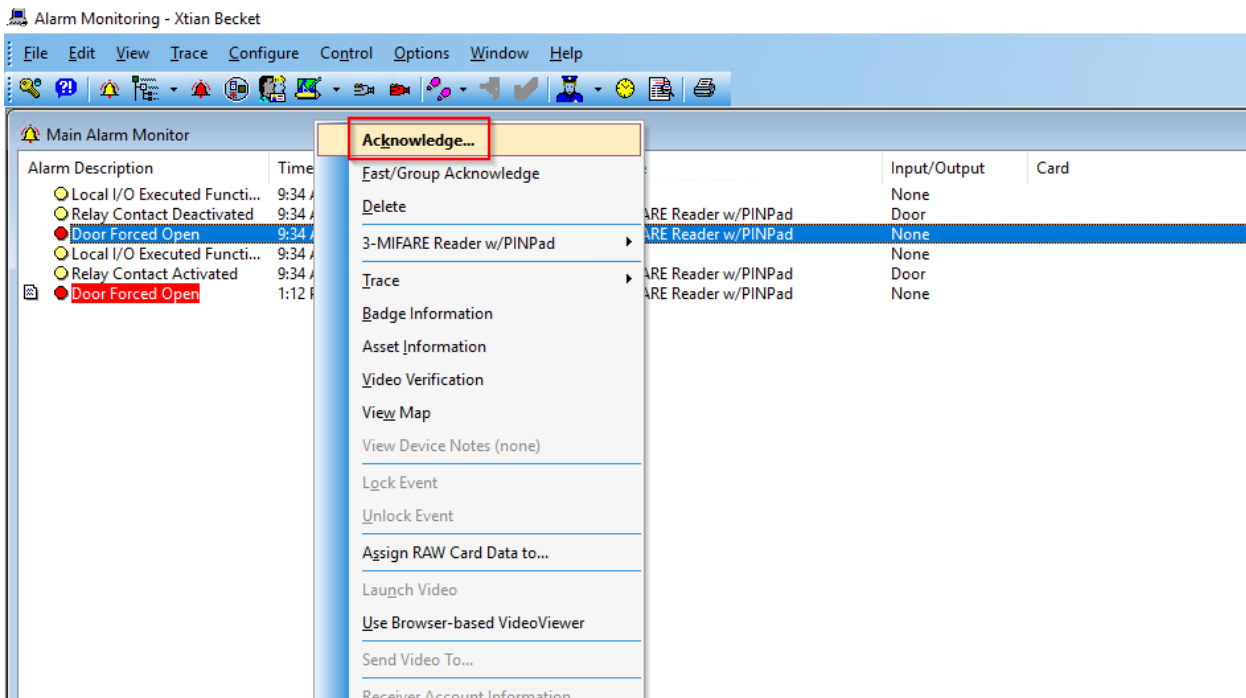 Alarm Monitoring - Xtian Becket
File Edit View Trace Configure Control Options Window Help
Main Alarm Monitor
Alarm Description Time Input/Output Card
Local I/O Executed Functi... 9:34 None
Relay Contact Deactivated 9:34 ARE Reader w/PINPad Door
Door Forced Open 9:34 ARE Reader w/PINPad None
Local I/O Executed Functi... 9:34 None
Relay Contact Activated 9:34 ARE Reader w/PINPad Door
Door Forced Open 1:12 ARE Reader w/PINPad None
Acknowledge...
Fast/Group Acknowledge
Delete
3-MIFARE Reader w/PINPad
Trace
Badge Information
Asset Information
Video Verification
View Map
View Device Notes (none)
Lock Event
Unlock Event
Assign RAW Card Data to...
Launch Video
Use Browser-based VideoViewer
Send Video To...
Receiver Account Information